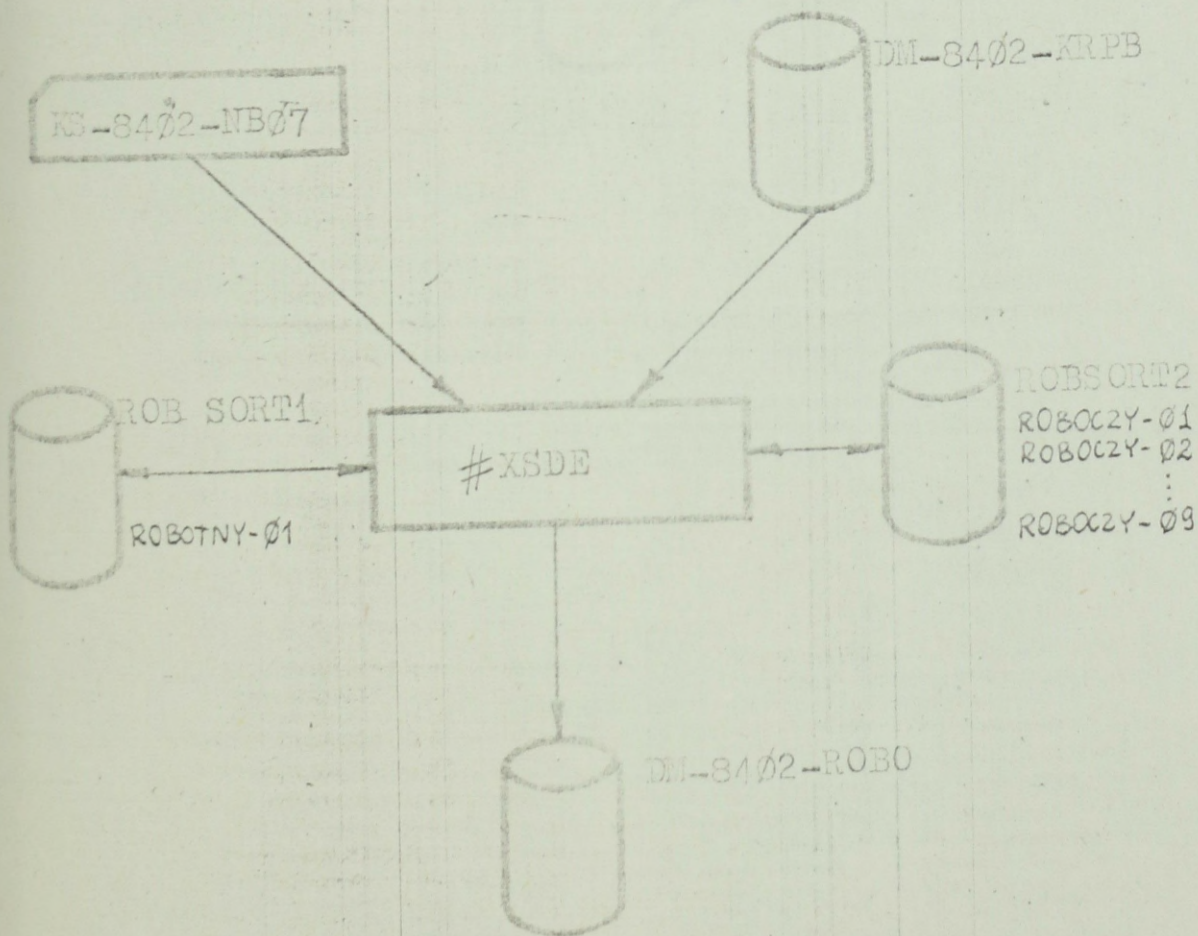 DM-84Ø2-KRPB
KS-84Ø2-NBØ7
ROB SORT1
ROBOTNY-Ø1
#XSDE
ROBSORT2
ROBOCZY-Ø1
ROBOCZY-Ø2
⋮
ROBOCZY-Ø9
DM-84Ø2-ROBO